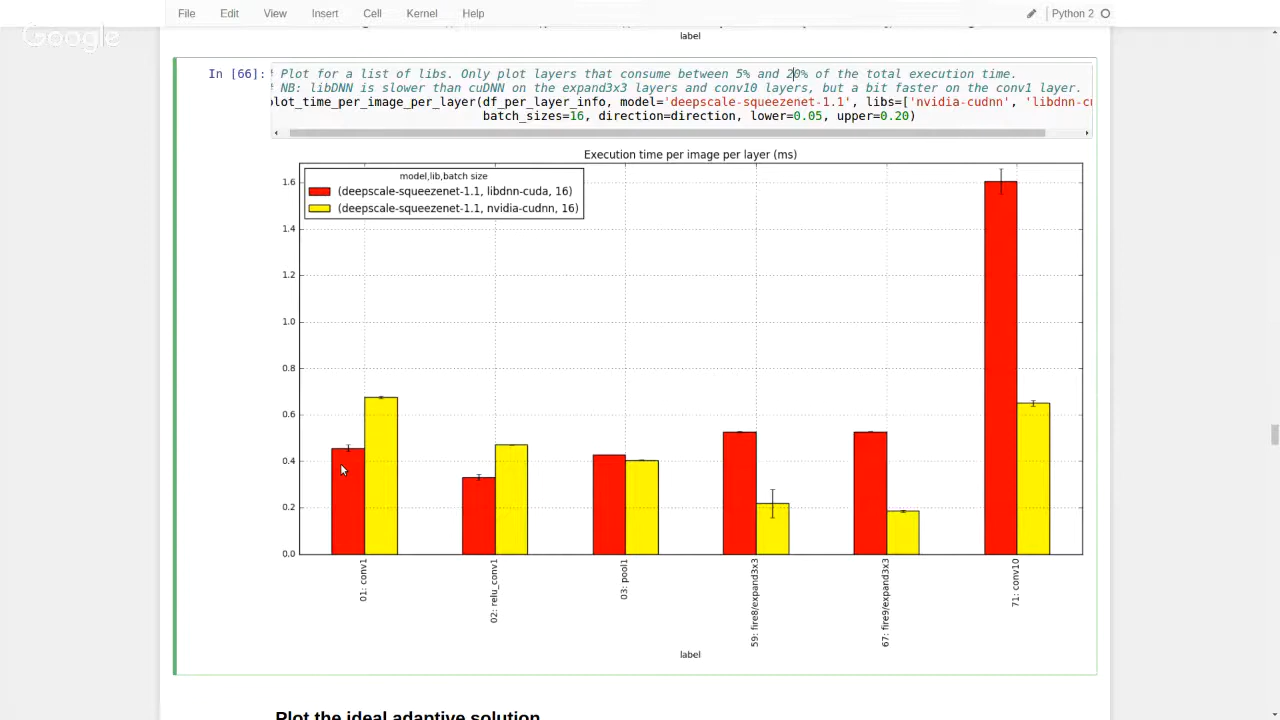 File Edit View Insert Cell Kernel Help Python 2
Google
label
In [66]: Plot for a list of libs. Only plot layers that consume between 5% and 20% of the total execution time.
NB: libDNN is slower than cuDNN on the expand3x3 layers and conv10 layers, but a bit faster on the conv1 layer.
lot_time_per_image_per_layer(df_per_layer_info, model='deepscale-squeezenet-1.1', libs=['nvidia-cudnn', 'libdnn-cu
batch_sizes=16, direction=direction, lower=0.05, upper=0.20)
Execution time per image per layer (ms)
model,lib,batch size
(deepscale-squeezenet-1.1, libdnn-cuda, 16)
(deepscale-squeezenet-1.1, nvidia-cudnn, 16)
1.6
1.4
1.2
1.0
0.8
0.6
0.4
0.2
0.0
01: conv1
02: relu_conv1
03: pool1
59: fire8/expand3x3
67: fire9/expand3x3
71: conv10
label
Plot the ideal adaptive solution